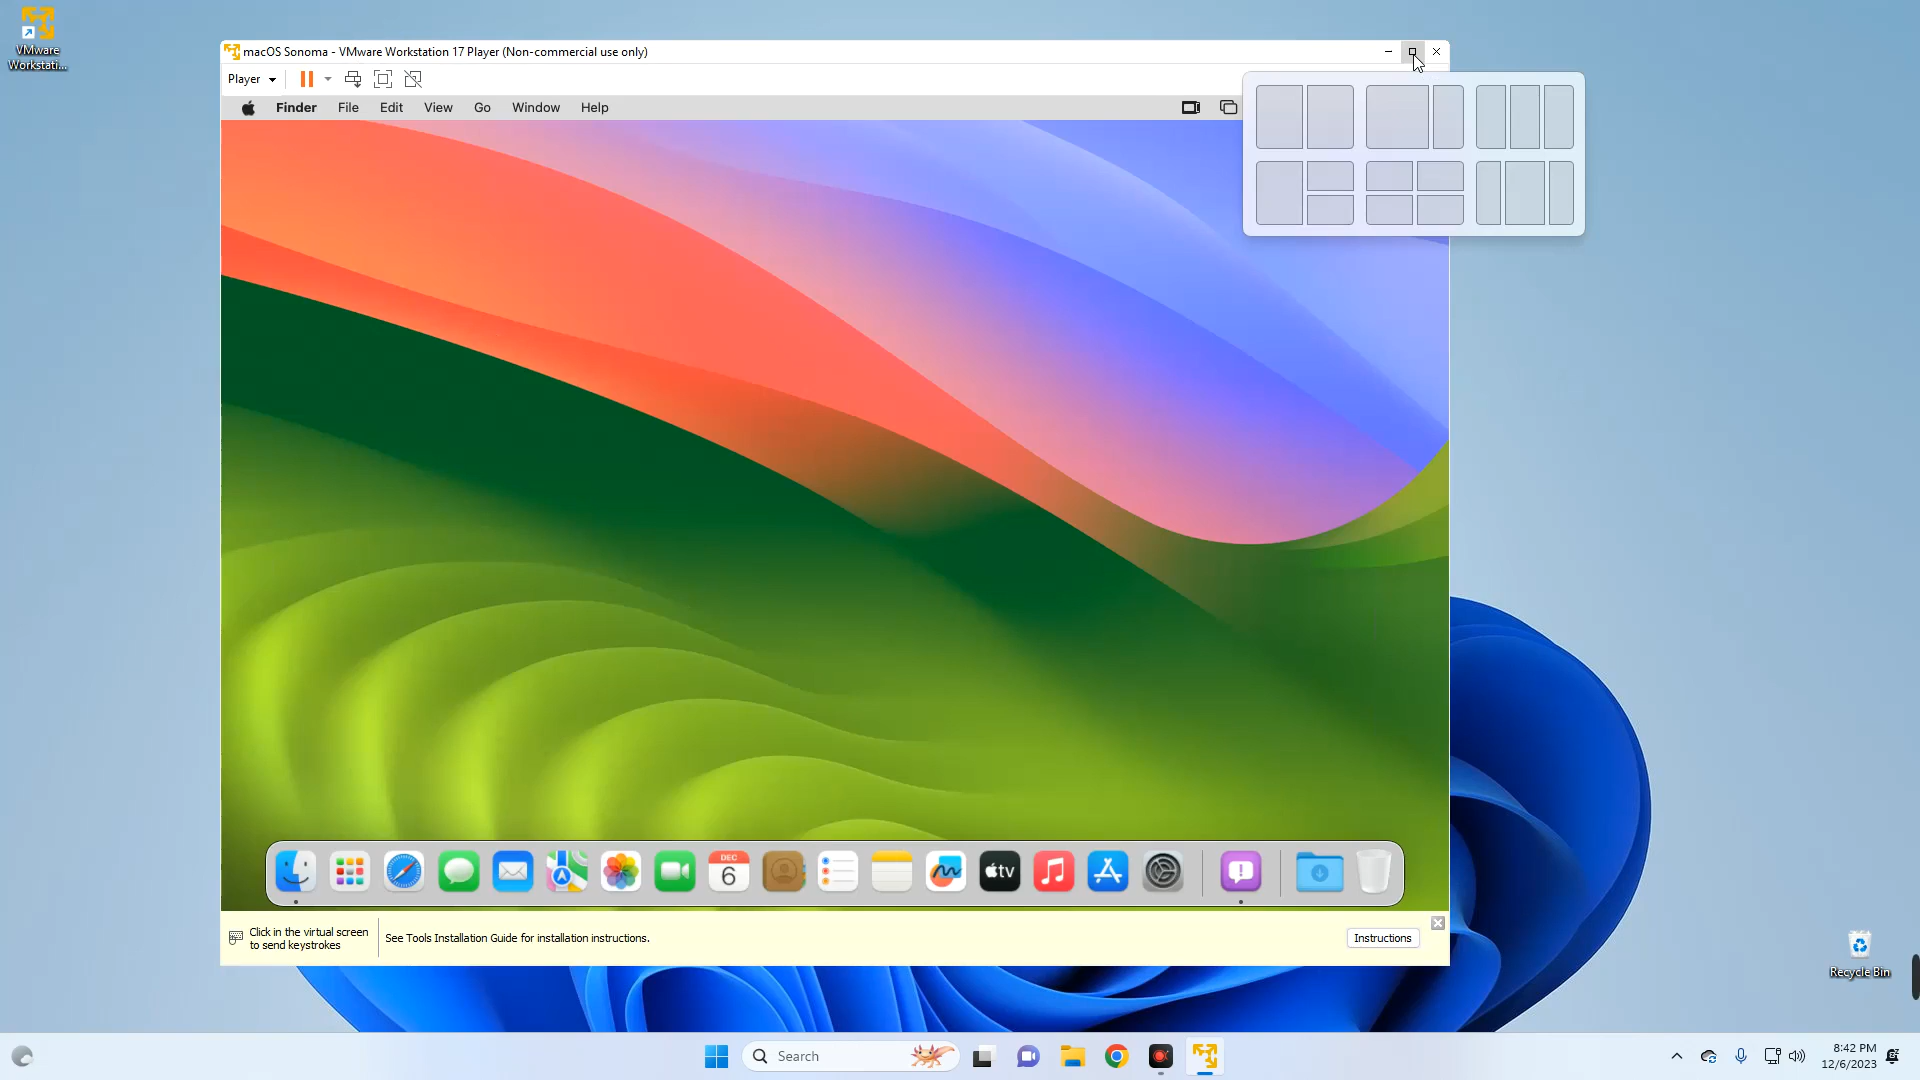 VMware
Workstati...
macOS Sonoma - VMware Workstation 17 Player (Non-commercial use only)
Player
Finder File Edit View Go Window Help
DEC
6
tv
Click in the virtual screen
to send keystrokes
See Tools Installation Guide for installation instructions.
Instructions
Recycle Bin
Search
8:42 PM
12/6/2023